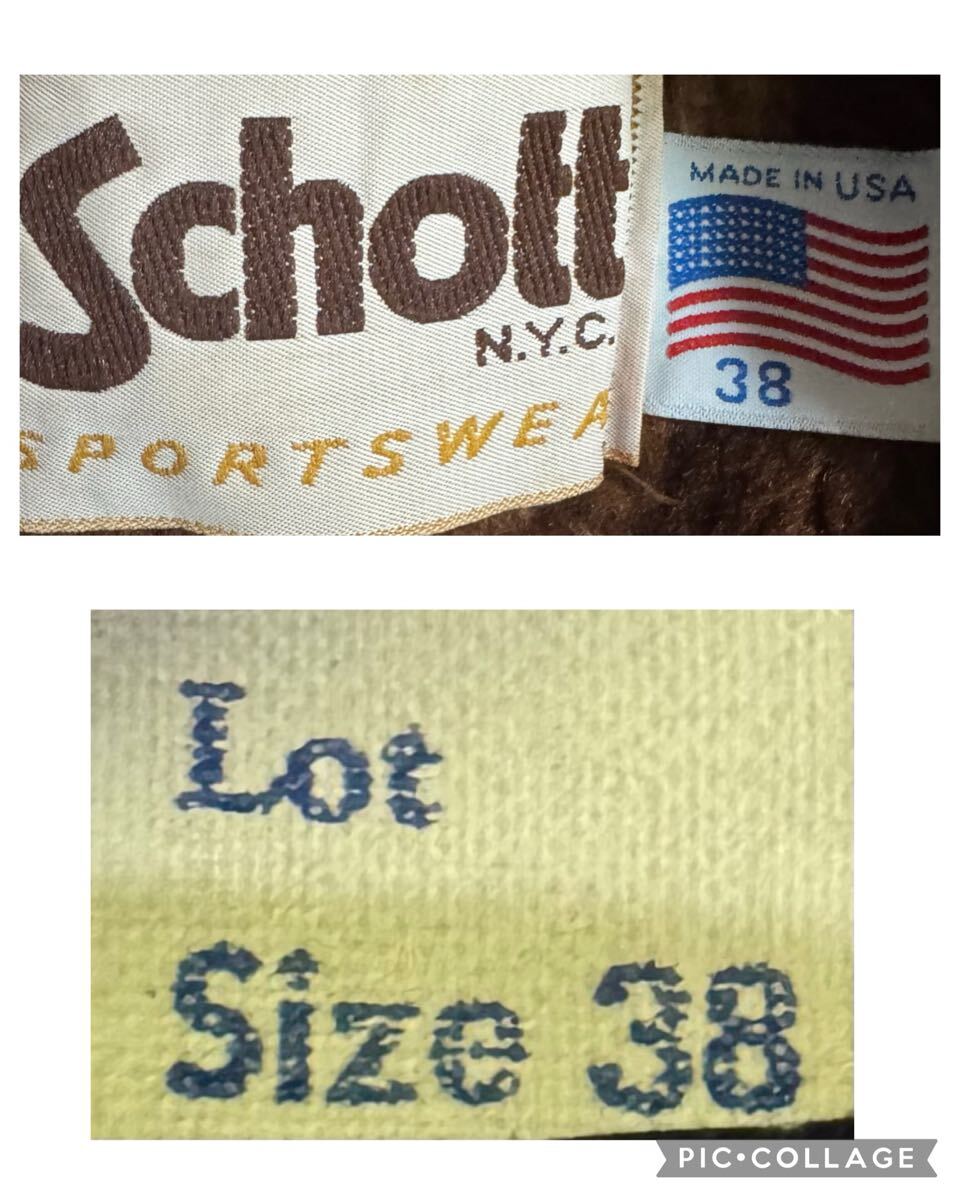 Schott
N.Y.C.
SPORTSWEA
MADE IN USA
38
Lot
Size 38
PIC•COLLAGE